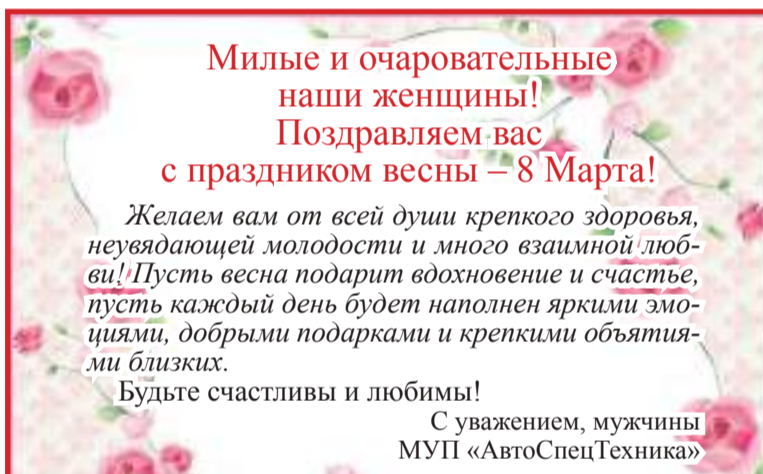 Милые и очаровательные
наши женщины!
Поздравляем вас
с праздником весны – 8 Марта!
Желаем вам от всей души крепкого здоровья,
неувядающей молодости и много взаимной люб-
ви! Пусть весна подарит вдохновение и счастье,
пусть каждый день будет наполнен яркими эмо-
циями, добрыми подарками и крепкими объятия-
ми близких.
Будьте счастливы и любимы!
С уважением, мужчины
МУП «АвтоСпецТехника»